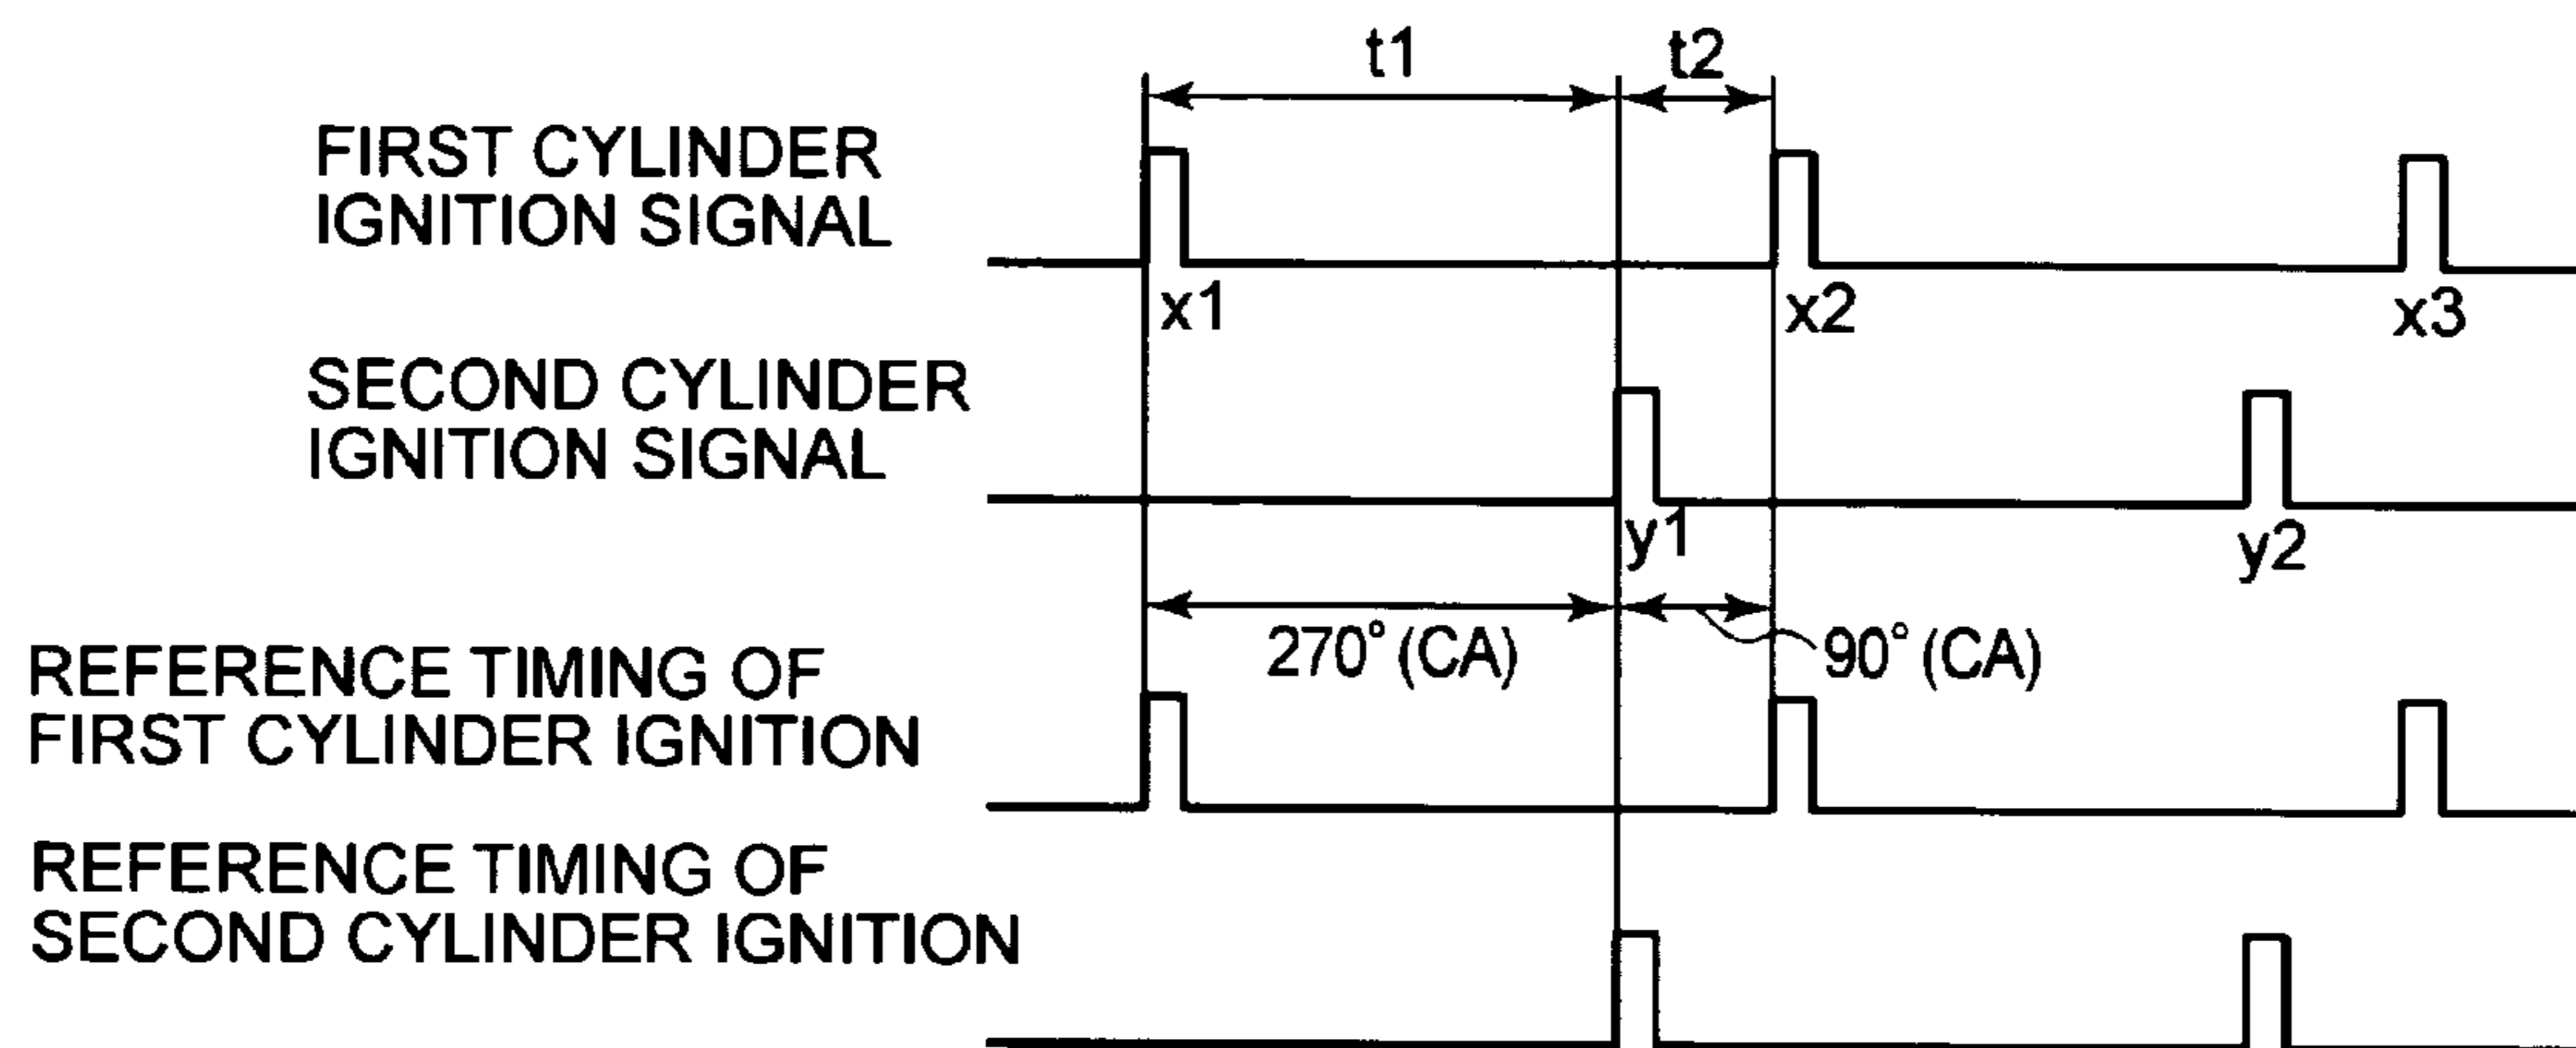 t1
t2
FIRST CYLINDER
IGNITION SIGNAL
x1
x2
x3
SECOND CYLINDER
IGNITION SIGNAL
y1
y2
270° (CA)
90° (CA)
REFERENCE TIMING OF
FIRST CYLINDER IGNITION
REFERENCE TIMING OF
SECOND CYLINDER IGNITION